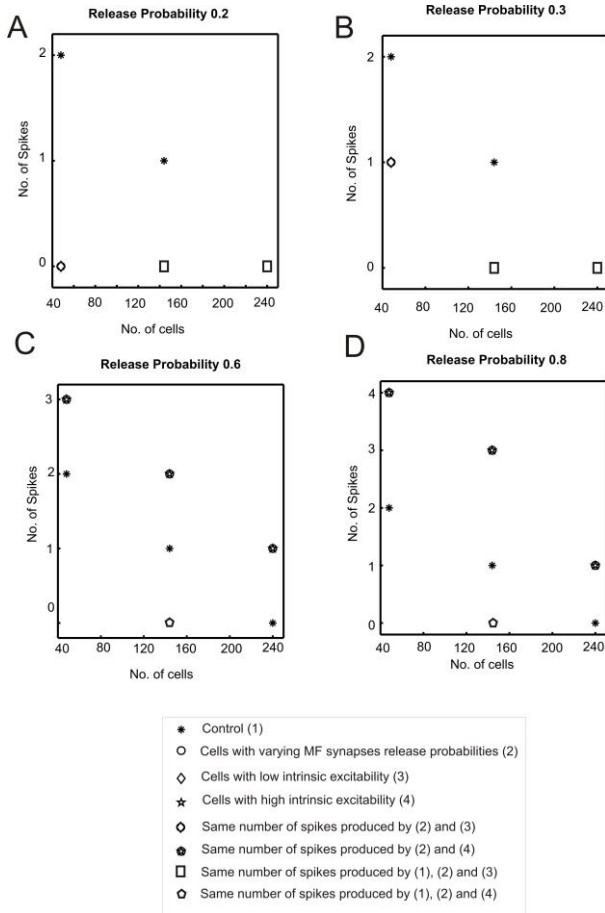 A
Release Probability 0.2
No. of Spikes
2
1
0
40 80 120 160 200 240
No. of cells
B
Release Probability 0.3
No. of Spikes
2
1
0
40 80 120 160 200 240
No. of cells
C
Release Probability 0.6
No. of Spikes
3
2
1
0
40 80 120 160 200 240
No. of cells
D
Release Probability 0.8
No. of Spikes
4
3
2
1
0
40 80 120 160 200 240
No. of cells
Control (1)
Cells with varying MF synapses release probabilities (2)
Cells with low intrinsic excitability (3)
Cells with high intrinsic excitability (4)
Same number of spikes produced by (2) and (3)
Same number of spikes produced by (2) and (4)
Same number of spikes produced by (1), (2) and (3)
Same number of spikes produced by (1), (2) and (4)